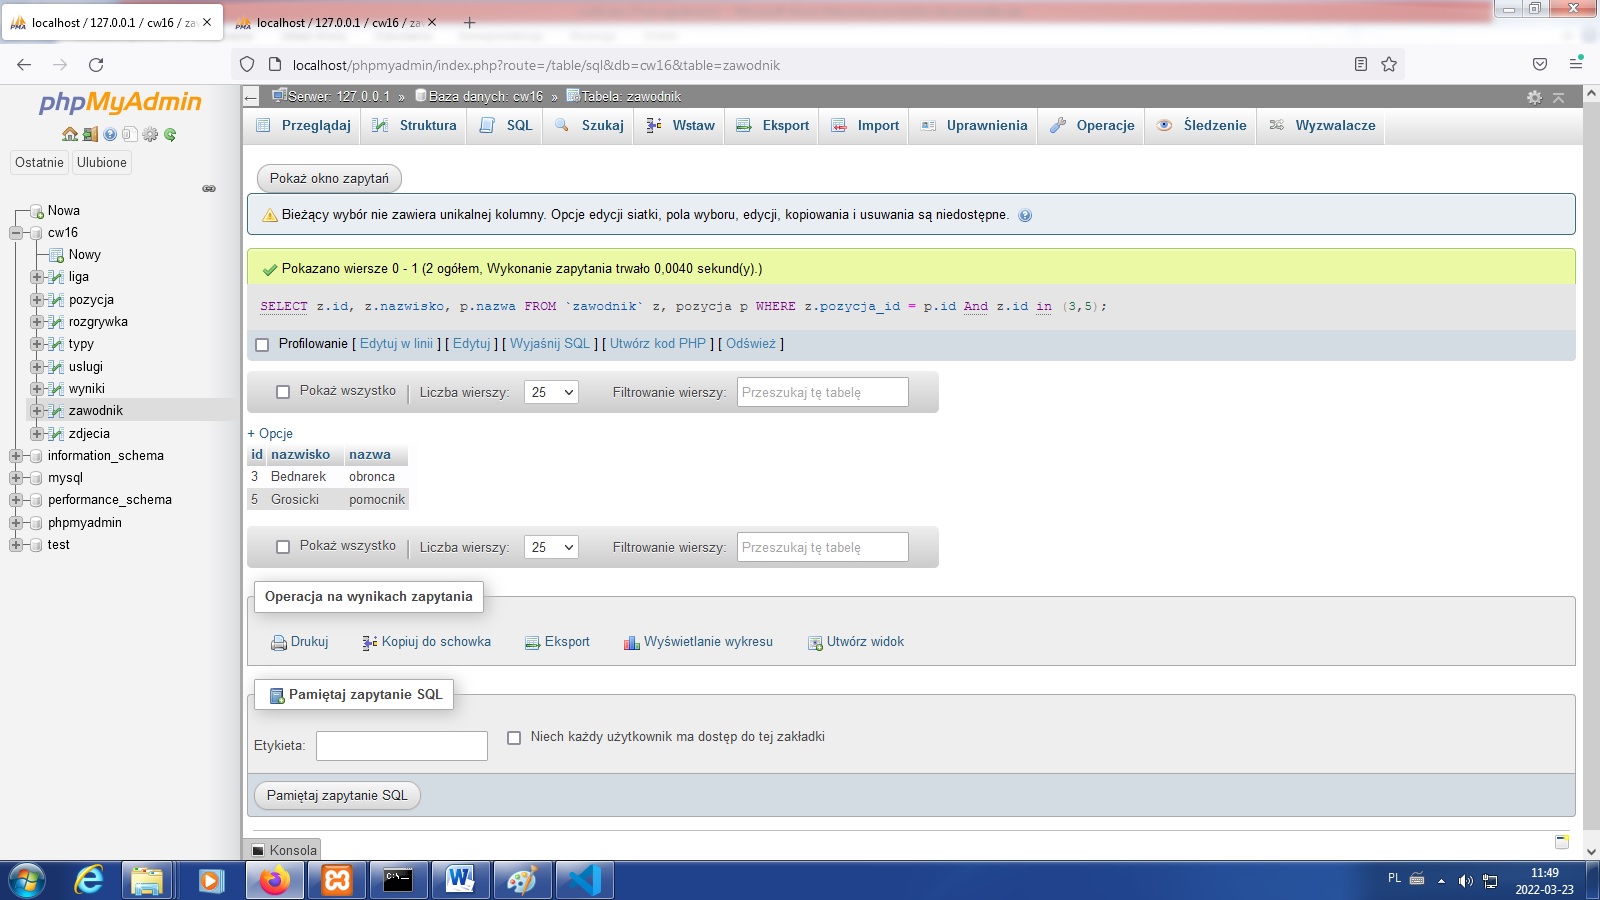 localhost / 127.0.0.1 / cw16 / za
localhost / 127.0.0.1 / cw16 / za
localhost/phpmyadmin/index.php?route=/table/sql&db=cw16&table=zawodnik
phpMyAdmin
Ostatnie Ulubione
Nowa
cw16
Nowy
liga
pozycja
rozgrywka
typy
uslugi
wyniki
zawodnik
zdjecia
information_schema
mysql
performance_schema
phpmyadmin
test
Serwer: 127.0.0.1 » Baza danych: cw16 » Tabela: zawodnik
Przeglądaj Struktura SQL Szukaj Wstaw Eksport Import Uprawnienia Operacje Śledzenie Wyzwalacze
Pokaż okno zapytań
Bieżący wybór nie zawiera unikalnej kolumny. Opcje edycji siatki, pola wyboru, edycji, kopiowania i usuwania są niedostępne.
Pokazano wiersze 0 - 1 (2 ogółem, Wykonanie zapytania trwało 0,0040 sekund(y).)
SELECT z.id, z.nazwisko, p.nazwa FROM `zawodnik` z, pozycja p WHERE z.pozycja_id = p.id And z.id in (3,5);
Profilowanie [ Edytuj w linii ] [ Edytuj ] [ Wyjaśnij SQL ] [ Utwórz kod PHP ] [ Odśwież ]
Pokaż wszystko | Liczba wierszy: 25 Filtrowanie wierszy: Przeszukaj tę tabelę
+ Opcje
id nazwisko nazwa
3 Bednarek obronca
5 Grosicki pomocnik
Pokaż wszystko | Liczba wierszy: 25 Filtrowanie wierszy: Przeszukaj tę tabelę
Operacja na wynikach zapytania
Drukuj Kopiuj do schowka Eksport Wyświetlanie wykresu Utwórz widok
Pamiętaj zapytanie SQL
Etykieta: Niech każdy użytkownik ma dostęp do tej zakładki
Pamiętaj zapytanie SQL
Konsola
PL 11:49
2022-03-23